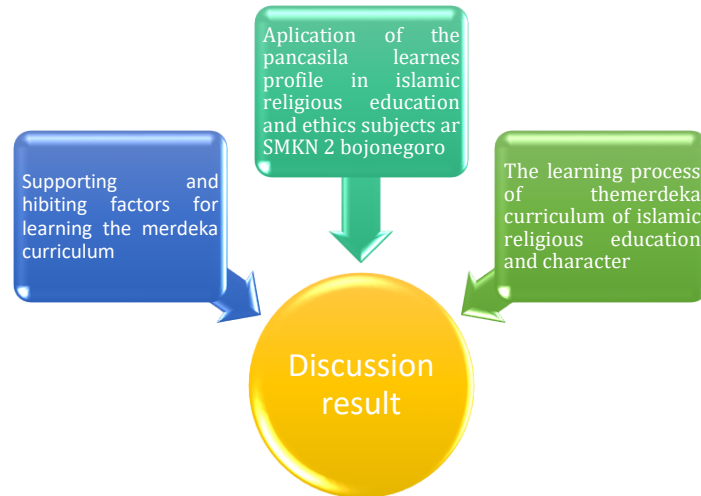 Aplication of the
pancasila learnes
profile in islamic
religious education
and ethics subjects ar
SMKN 2 bojonegoro
Supporting and
hibiting factors for
learning the merdeka
curriculum
The learning process
of themerdeka
curriculum of islamic
religious education
and character
Discussion
result